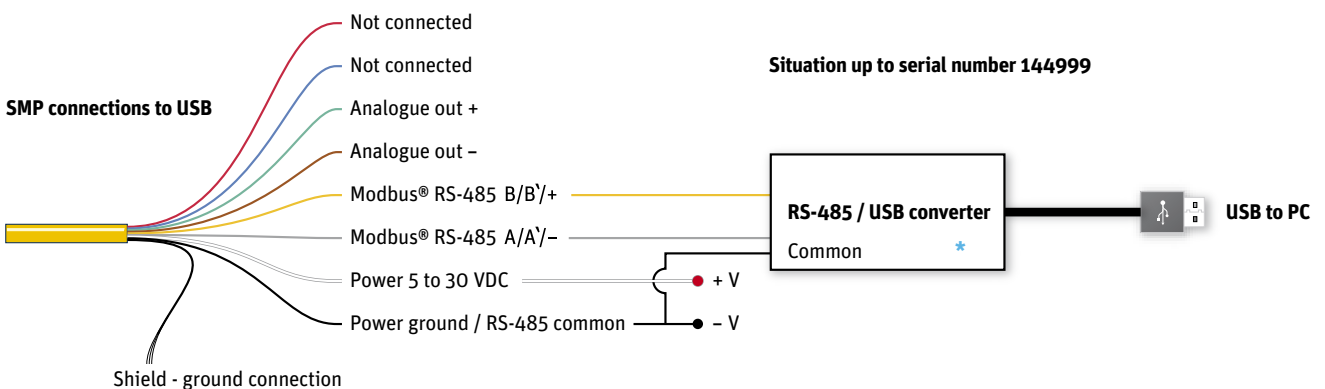 Not connected
Situation up to serial number 144999
Not connected
SMP connections to USB
Analogue out +
Analogue out –
Modbus® RS-485 B/B‵/+
RS-485 / USB converter
USB to PC
Modbus® RS-485 A/A‵/–
Common *
Power 5 to 30 VDC
+ V
Power ground / RS-485 common
– V
Shield - ground connection